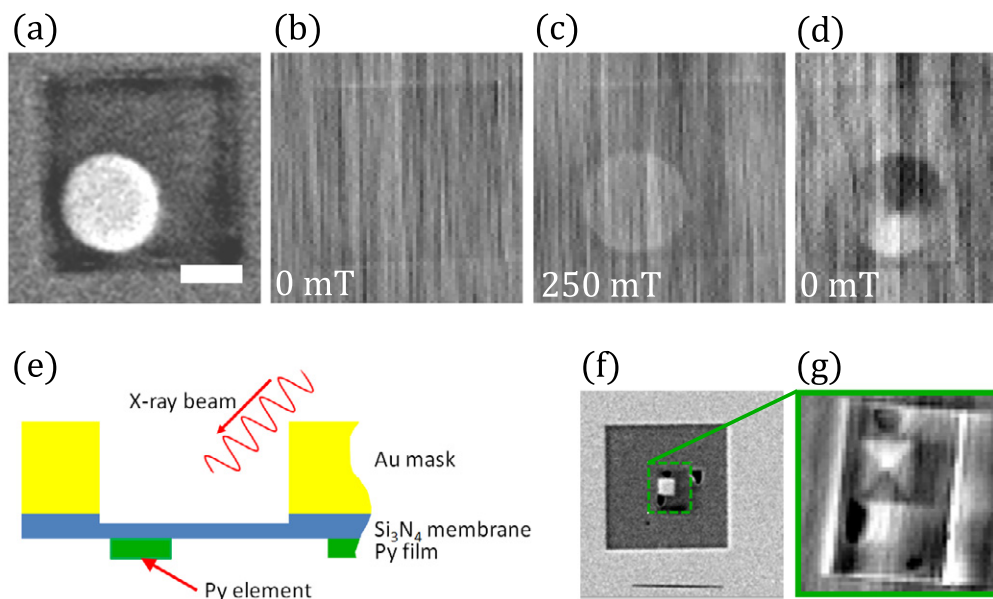 (a)
(b)
(c)
(d)
0 mT
250 mT
0 mT
(e)
(f)
(g)
X-ray beam
Au mask
Si₃N₄ membrane
Py film
Py element